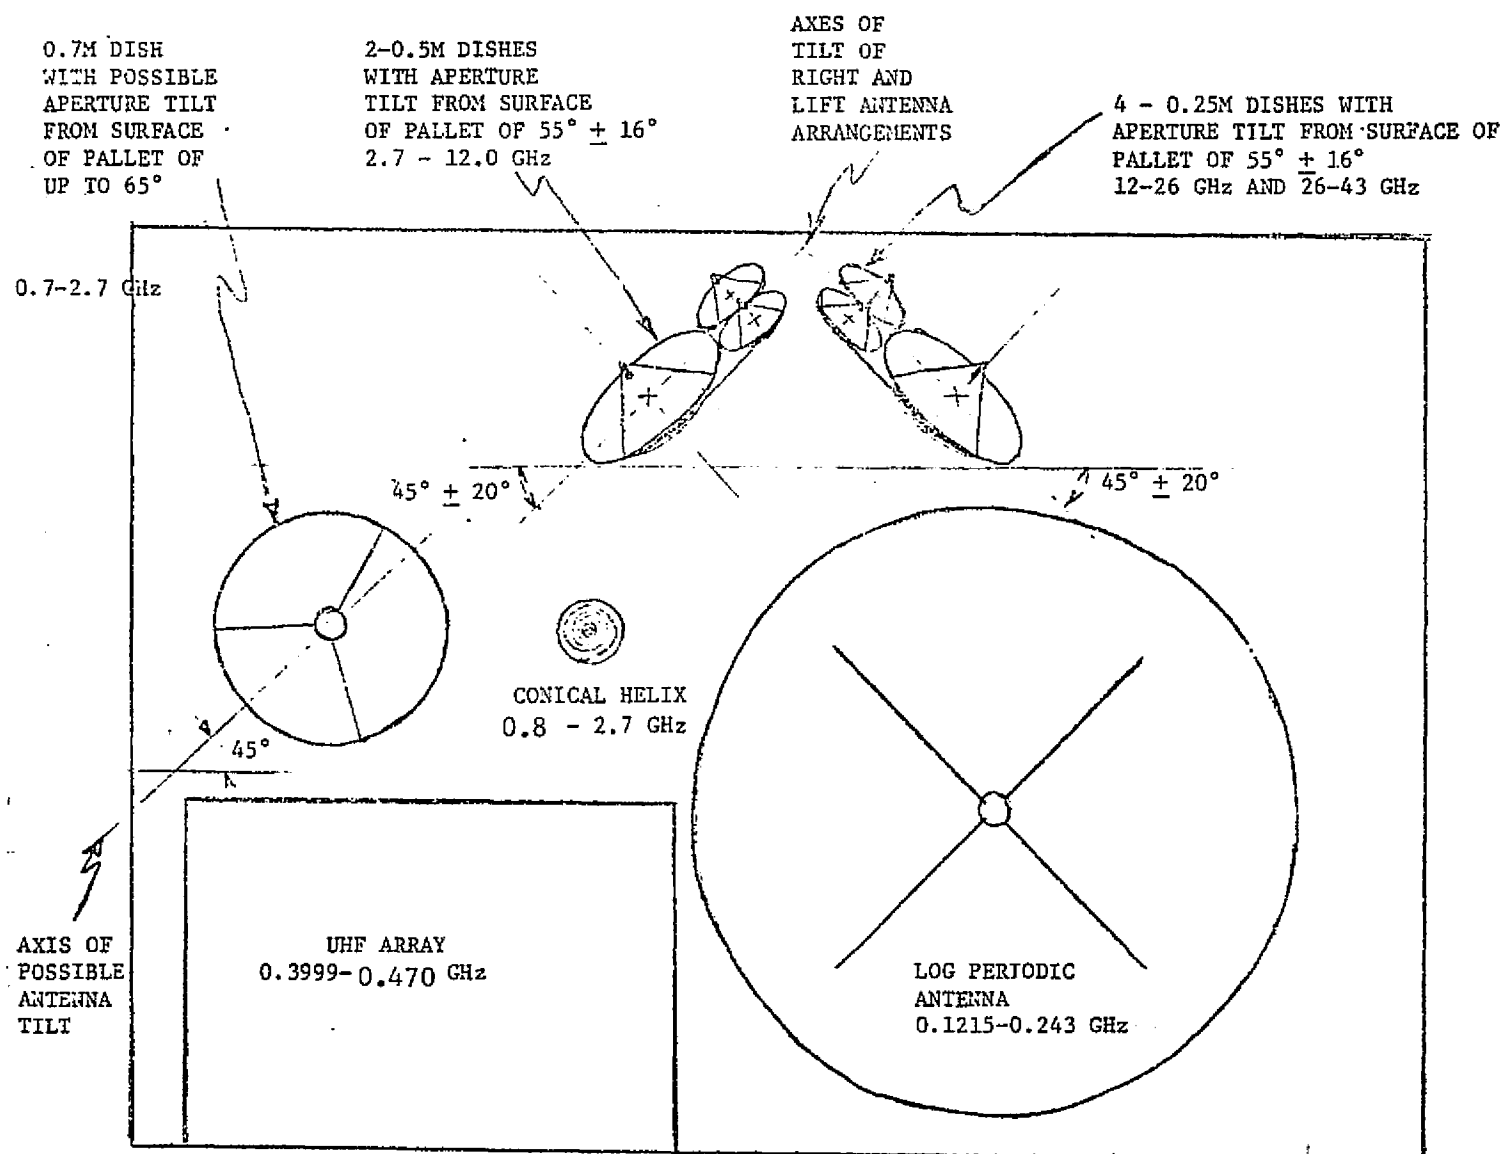 0.7M DISH
WITH POSSIBLE
APERTURE TILT
FROM SURFACE
OF PALLET OF
UP TO 65°
0.7-2.7 GHz
2-0.5M DISHES
WITH APERTURE
TILT FROM SURFACE
OF PALLET OF 55° ± 16°
2.7 - 12.0 GHz
AXES OF
TILT OF
RIGHT AND
LIFT ANTENNA
ARRANGEMENTS
4 - 0.25M DISHES WITH
APERTURE TILT FROM SURFACE OF
PALLET OF 55° ± 16°
12-26 GHz AND 26-43 GHz
45° ± 20°
45° ± 20°
CONICAL HELIX
0.8 - 2.7 GHz
45°
AXIS OF
POSSIBLE
ANTENNA
TILT
UHF ARRAY
0.3999-0.470 GHz
LOG PERIODIC
ANTENNA
0.1215-0.243 GHz